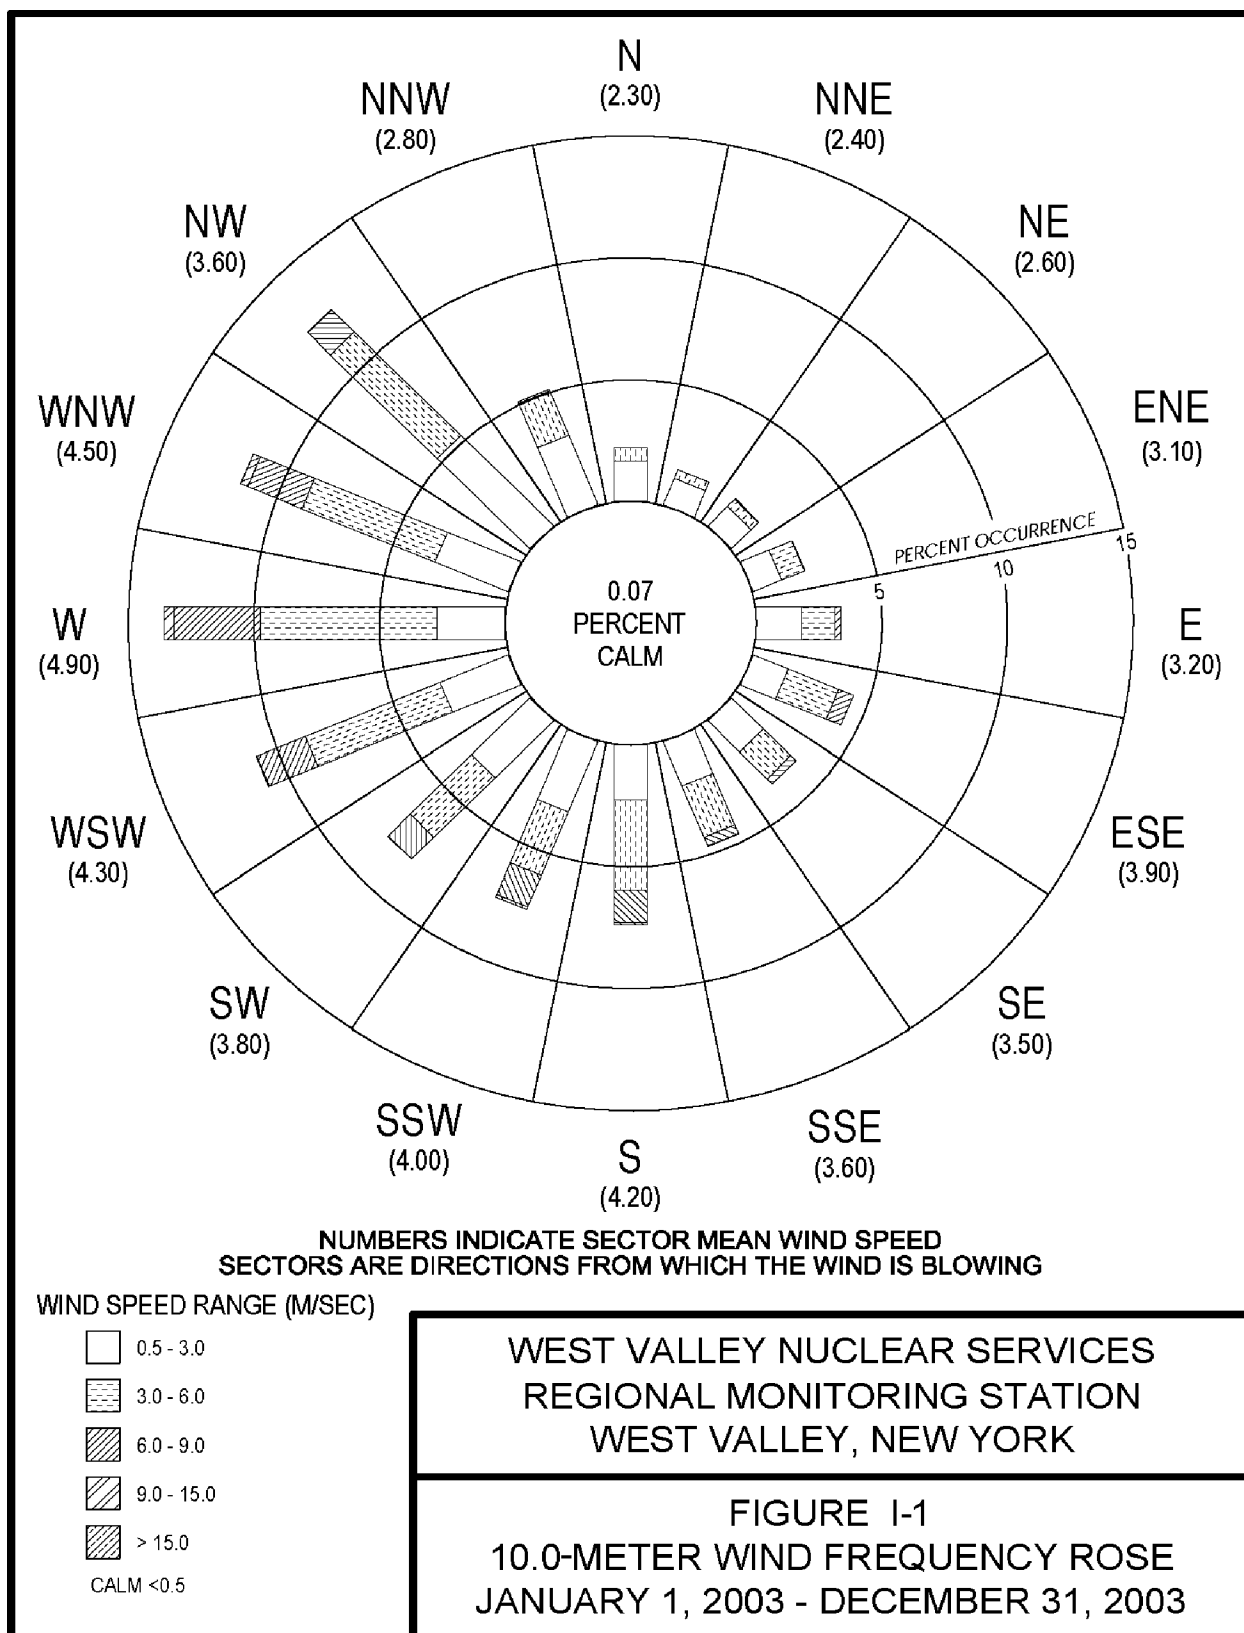 N
(2.30)
NNW
(2.80)
NNE
(2.40)
NW
(3.60)
NE
(2.60)
WNW
(4.50)
ENE
(3.10)
PERCENT OCCURRENCE
5
10
15
0.07
PERCENT
CALM
W
(4.90)
E
(3.20)
WSW
(4.30)
ESE
(3.90)
SW
(3.80)
SE
(3.50)
SSW
(4.00)
S
(4.20)
SSE
(3.60)
NUMBERS INDICATE SECTOR MEAN WIND SPEED
SECTORS ARE DIRECTIONS FROM WHICH THE WIND IS BLOWING
WIND SPEED RANGE (M/SEC)
0.5 - 3.0
3.0 - 6.0
6.0 - 9.0
9.0 - 15.0
> 15.0
CALM <0.5
WEST VALLEY NUCLEAR SERVICES
REGIONAL MONITORING STATION
WEST VALLEY, NEW YORK
FIGURE I-1
10.0-METER WIND FREQUENCY ROSE
JANUARY 1, 2003 - DECEMBER 31, 2003